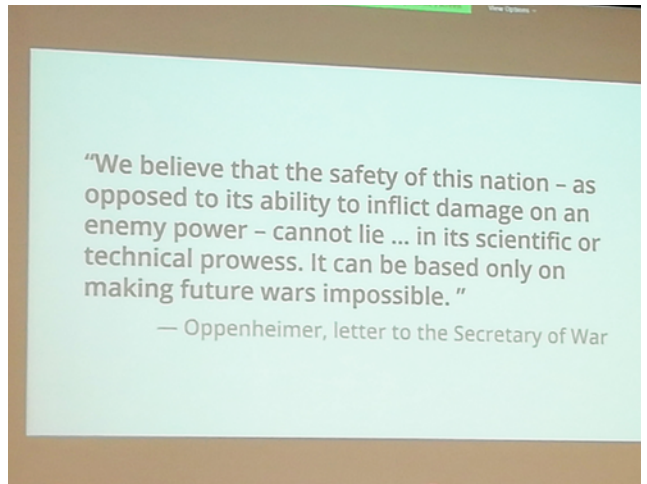 View Options
“We believe that the safety of this nation – as
opposed to its ability to inflict damage on an
enemy power – cannot lie ... in its scientific or
technical prowess. It can be based only on
making future wars impossible. ”
— Oppenheimer, letter to the Secretary of War